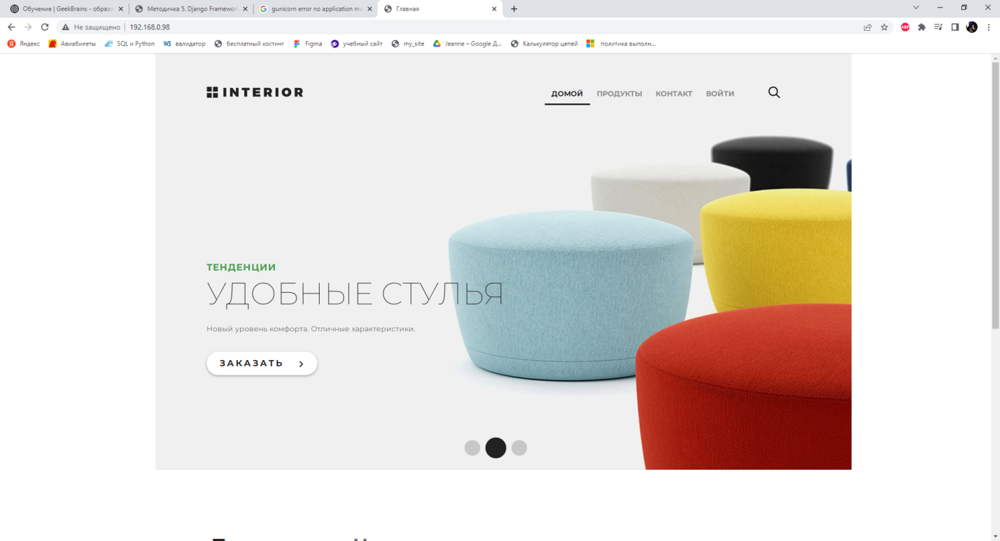 Обучение | GeekBrains - образо
Методичка 5. Django Framework
gunicorn error no application mo
Главная
Не защищено
192.168.0.98
ABP
Яндекс
Авиабилеты
SQL и Python
W3 валидатор
бесплатный хостинг
Figma
учебный сайт
my_site
Jeanne – Google Д...
Калькулятор цепей
политика выполн...
INTERIOR
ДОМОЙ
ПРОДУКТЫ
КОНТАКТ
ВОЙТИ
ТЕНДЕНЦИИ
УДОБНЫЕ СТУЛЬЯ
Новый уровень комфорта. Отличные характеристики.
ЗАКАЗАТЬ